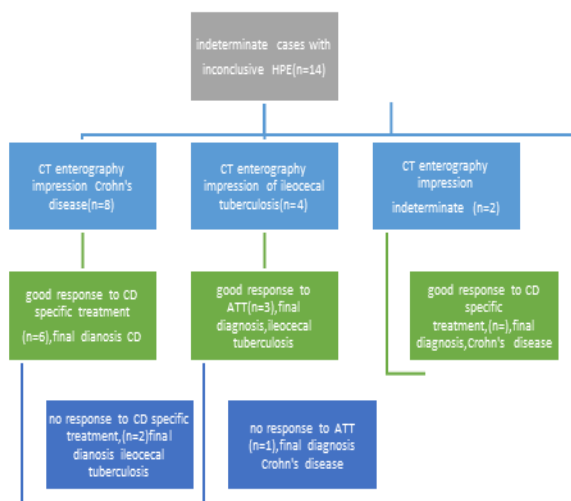 indeterminate cases with
inconclusive HPE(n=14)
CT enterography
impression Crohn's
disease(n=8)
CT enterography
impression of ileocecal
tuberculosis(n=4)
CT enterography
impression
indeterminate (n=2)
good response to CD
specific treatment
(n=6),final dianosis CD
good response to
ATT(n=3),final
diagnosis,ileocecal
tuberculosis
good response to CD
specific
treatment,(n=),final
diagnosis,Crohn's disease
no response to CD specific
treatment,(n=2)final
dianosis ileocecal
tuberculosis
no response to ATT
(n=1),final diagnosis
Crohn's disease